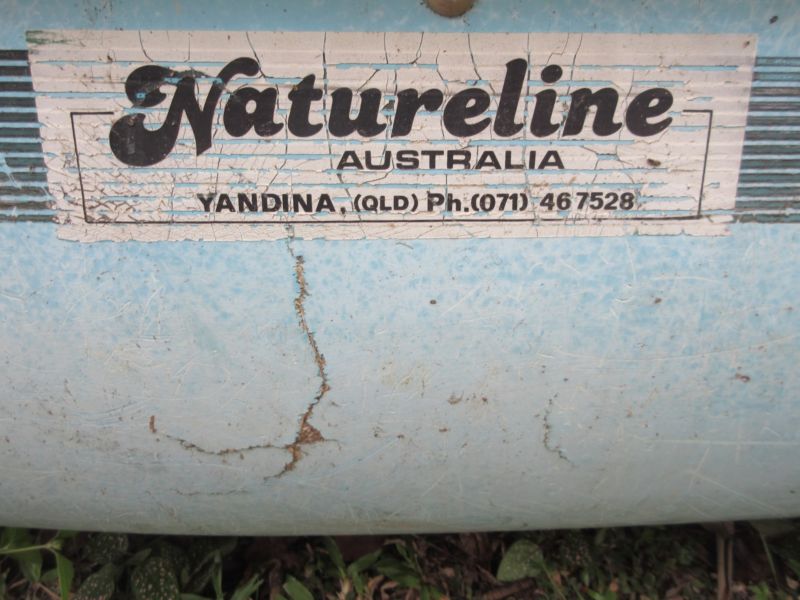 Natureline
AUSTRALIA
YANDINA, (QLD) Ph.(071) 467528